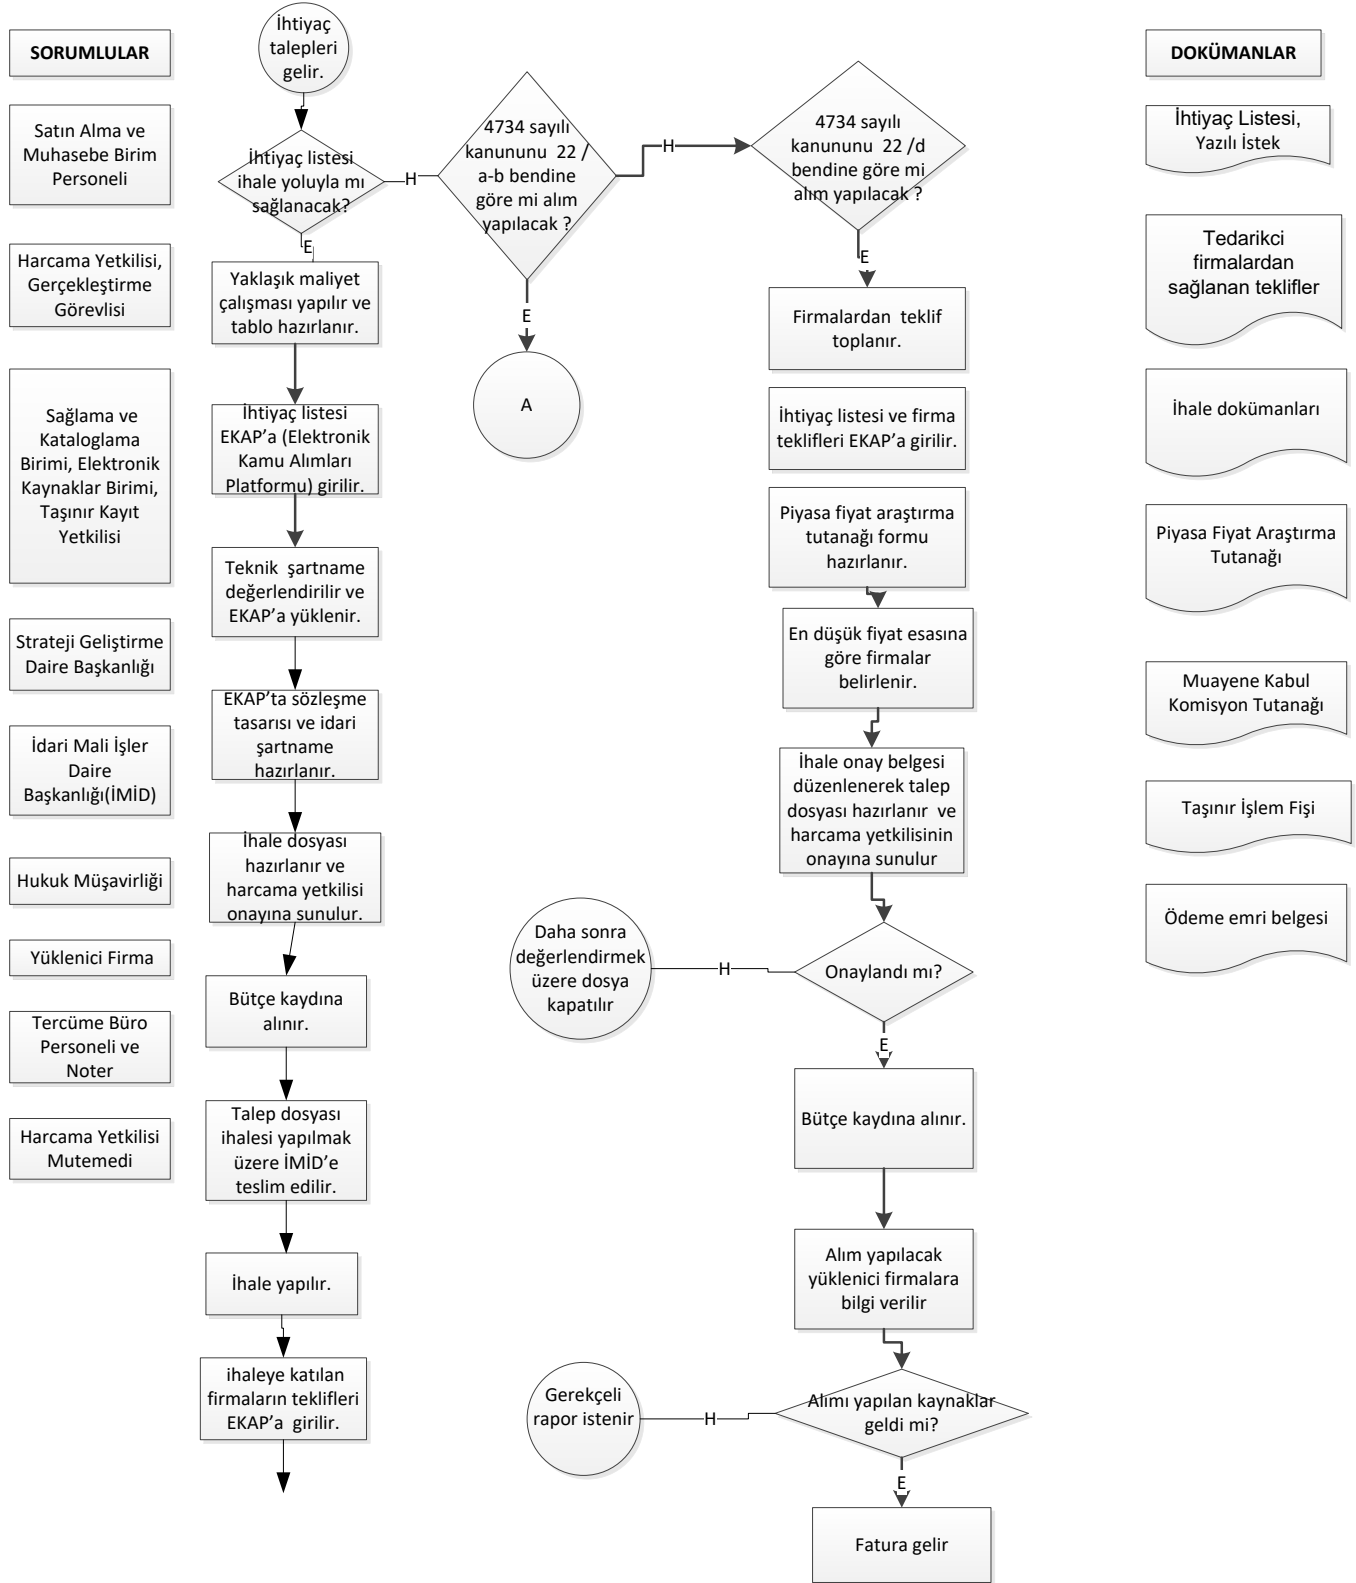 SORUMLULAR
Satın Alma ve
Muhasebe Birim
Personeli
Harcama Yetkilisi,
Gerçekleştirme
Görevlisi
Sağlama ve
Kataloglama
Birimi, Elektronik
Kaynaklar Birimi,
Taşınır Kayıt
Yetkilisi
Strateji Geliştirme
Daire Başkanlığı
İdari Mali İşler
Daire
Başkanlığı(İMİD)
Hukuk Müşavirliği
Yüklenici Firma
Tercüme Büro
Personeli ve
Noter
Harcama Yetkilisi
Mutemedi
İhtiyaç
talepleri
gelir.
İhtiyaç listesi
ihale yoluyla mı
sağlanacak?
H
E
Yaklaşık maliyet
çalışması yapılır ve
tablo hazırlanır.
İhtiyaç listesi
EKAP’a (Elektronik
Kamu Alımları
Platformu) girilir.
Teknik şartname
değerlendirilir ve
EKAP’a yüklenir.
EKAP’ta sözleşme
tasarısı ve idari
şartname
hazırlanır.
İhale dosyası
hazırlanır ve
harcama yetkilisi
onayına sunulur.
Bütçe kaydına
alınır.
Talep dosyası
ihalesi yapılmak
üzere İMİD’e
teslim edilir.
İhale yapılır.
ihaleye katılan
firmaların teklifleri
EKAP’a girilir.
4734 sayılı
kanununu 22 /
a-b bendine
göre mi alım
yapılacak ?
H
E
A
4734 sayılı
kanununu 22 /d
bendine göre mi
alım yapılacak ?
E
Firmalardan teklif
toplanır.
İhtiyaç listesi ve firma
teklifleri EKAP’a girilir.
Piyasa fiyat araştırma
tutanağı formu
hazırlanır.
En düşük fiyat esasına
göre firmalar
belirlenir.
İhale onay belgesi
düzenlenerek talep
dosyası hazırlanır ve
harcama yetkilisinin
onayına sunulur
Onaylandı mı?
H
Daha sonra
değerlendirmek
üzere dosya
kapatılır
E
Bütçe kaydına alınır.
Alım yapılacak
yüklenici firmalara
bilgi verilir
Alımı yapılan kaynaklar
geldi mi?
H
Gerekçeli
rapor istenir
E
Fatura gelir
DOKÜMANLAR
İhtiyaç Listesi,
Yazılı İstek
Tedarikci
firmalardan
sağlanan teklifler
İhale dokümanları
Piyasa Fiyat Araştırma
Tutanağı
Muayene Kabul
Komisyon Tutanağı
Taşınır İşlem Fişi
Ödeme emri belgesi